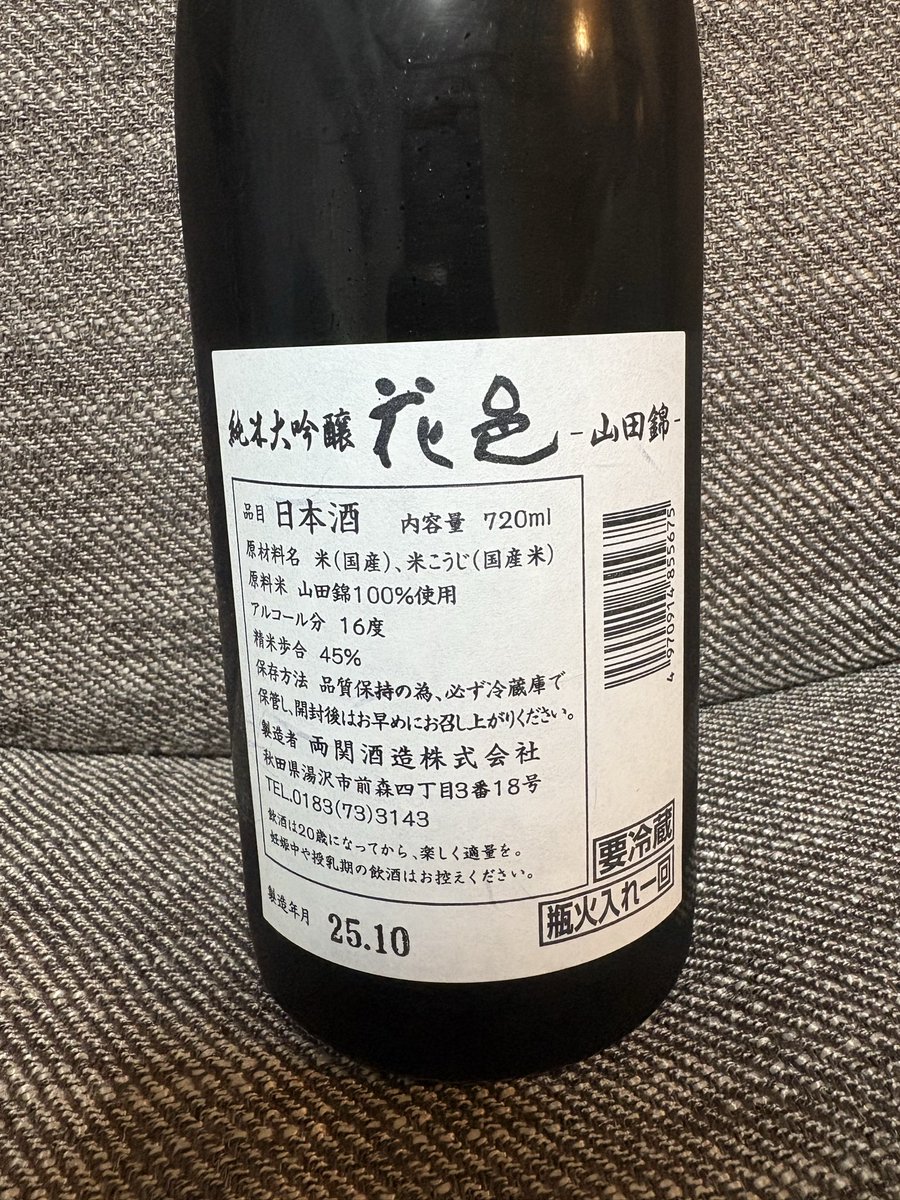 純米大吟醸 花邑 -山田錦-
品目 日本酒 内容量 720ml
原材料名 米(国産)、米こうじ(国産米)
原料米 山田錦100%使用
アルコール分 16度
精米歩合 45%
保存方法 品質保持の為、必ず冷蔵庫で
保管し、開封後はお早めにお召し上がりください。
製造者 両関酒造株式会社
秋田県湯沢市前森四丁目3番18号
TEL.0183(73)3143
飲酒は20歳になってから、楽しく適量を。
妊娠中や授乳期の飲酒はお控えください。
製造年月 25.10
4970914855675
要冷蔵
瓶火入れ一回